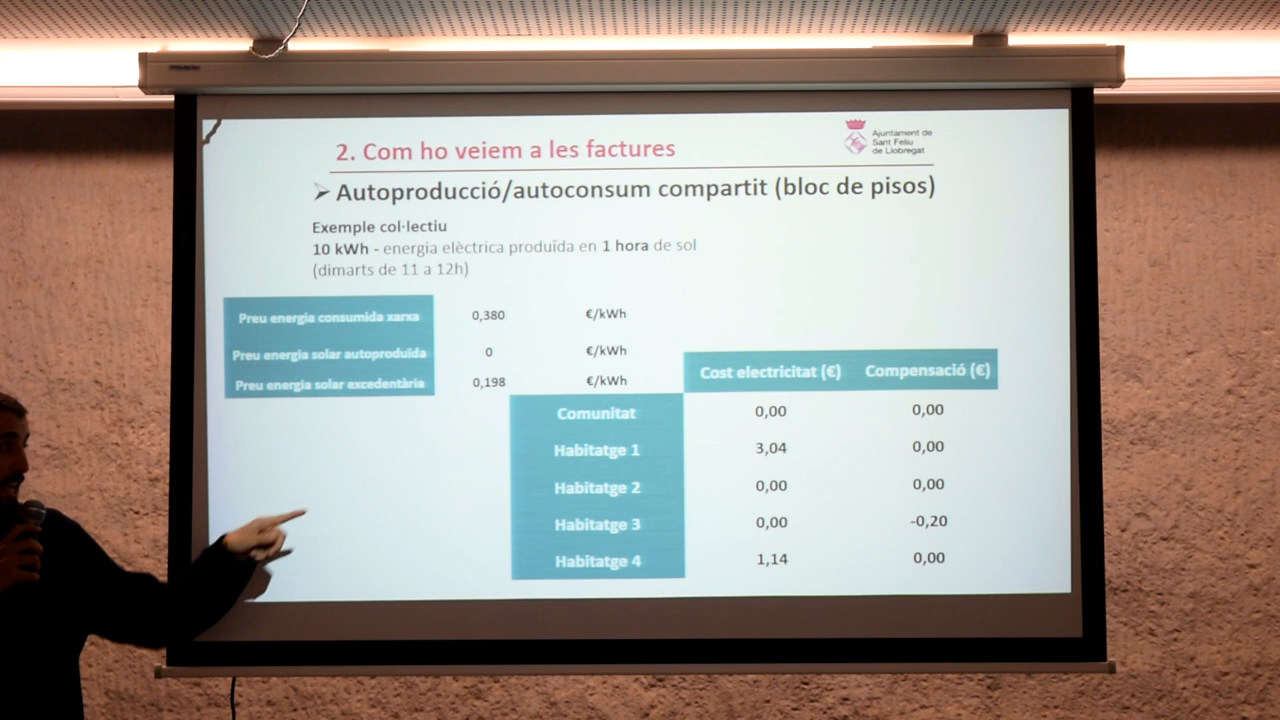 2. Com ho veiem a les factures
Ajuntament de
Sant Feliu
de Llobregat
➢ Autoproducció/autoconsum compartit (bloc de pisos)
Exemple col·lectiu
10 kWh - energia elèctrica produïda en 1 hora de sol
(dimarts de 11 a 12h)
Preu energia consumida xarxa 0,380 €/kWh
Preu energia solar autoproduïda 0 €/kWh
Preu energia solar excedentària 0,198 €/kWh
Cost electricitat (€) Compensació (€)
Comunitat 0,00 0,00
Habitatge 1 3,04 0,00
Habitatge 2 0,00 0,00
Habitatge 3 0,00 -0,20
Habitatge 4 1,14 0,00